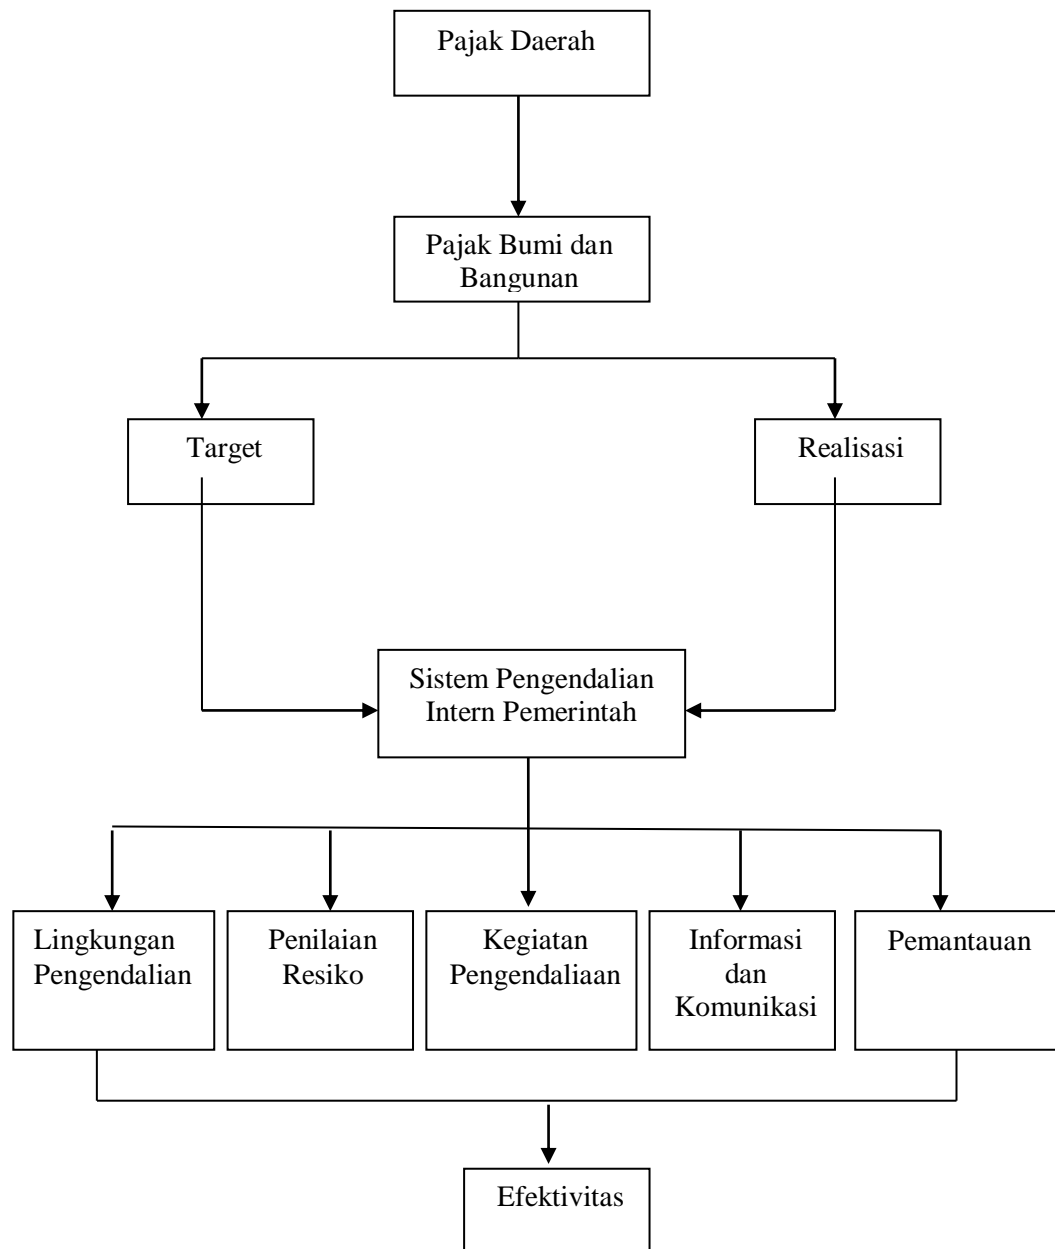 Pajak Daerah
Pajak Bumi dan
Bangunan
Target
Realisasi
Sistem Pengendalian
Intern Pemerintah
Lingkungan
Pengendalian
Penilaian
Resiko
Kegiatan
Pengendaliaan
Informasi
dan
Komunikasi
Pemantauan
Efektivitas